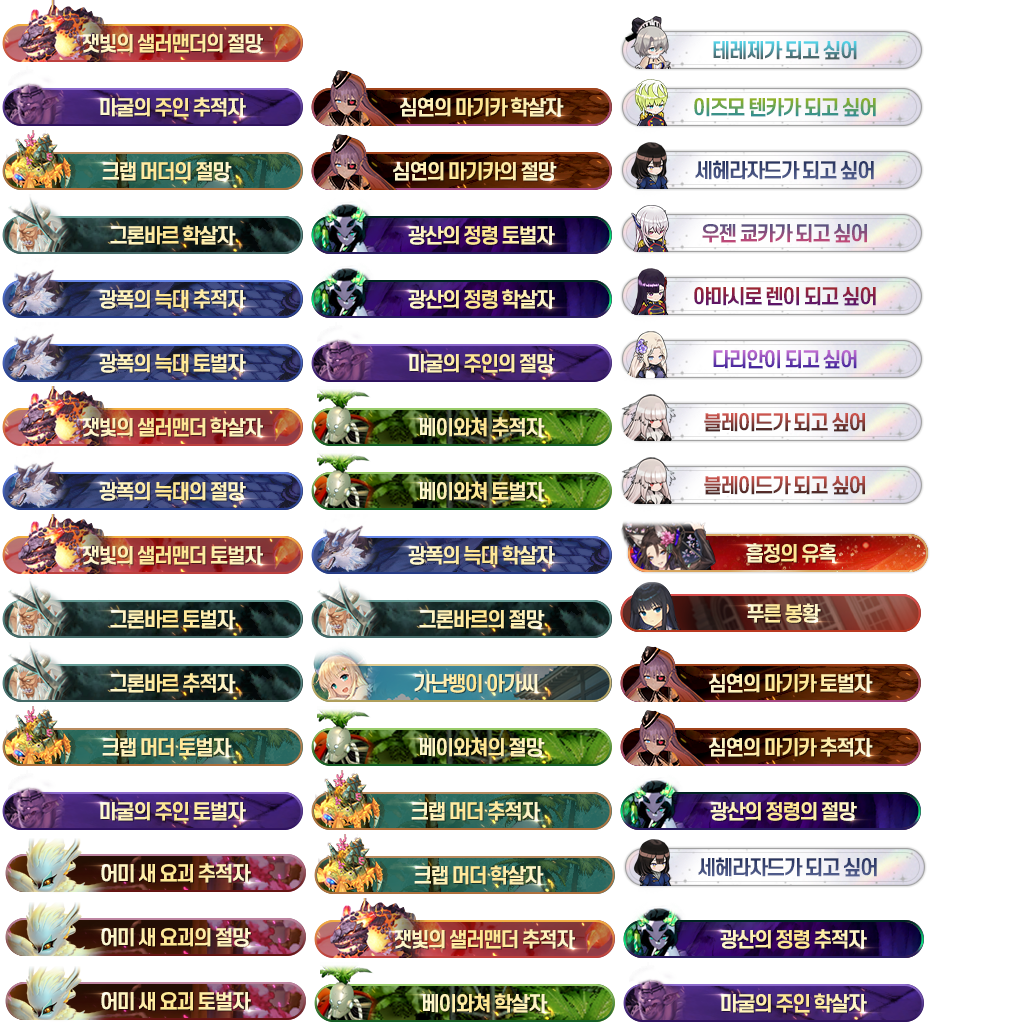 잿빛의 샐러맨더의 절망
테레제가 되고 싶어
마굴의 주인 추적자
심연의 마기카 학살자
이즈모 텐카가 되고 싶어
크랩 머더의 절망
심연의 마기카의 절망
세헤라자드가 되고 싶어
그론바르 학살자
광산의 정령 토벌자
우젠 쿄카가 되고 싶어
광폭의 늑대 추적자
광산의 정령 학살자
야마시로 렌이 되고 싶어
광폭의 늑대 토벌자
마굴의 주인의 절망
다리안이 되고 싶어
잿빛의 샐러맨더 학살자
베이와쳐 추적자
블레이드가 되고 싶어
광폭의 늑대의 절망
베이와쳐 토벌자
블레이드가 되고 싶어
잿빛의 샐러맨더 토벌자
광폭의 늑대 학살자
흡정의 유혹
그론바르 토벌자
그론바르의 절망
푸른 봉황
그론바르 추적자
가난뱅이 아가씨
심연의 마기카 토벌자
크랩 머더 토벌자
베이와쳐의 절망
심연의 마기카 추적자
마굴의 주인 토벌자
크랩 머더 추적자
광산의 정령의 절망
어미 새 요괴 추적자
크랩 머더 학살자
세헤라자드가 되고 싶어
어미 새 요괴의 절망
잿빛의 샐러맨더 추적자
광산의 정령 추적자
어미 새 요괴 토벌자
베이와쳐 학살자
마굴의 주인 학살자